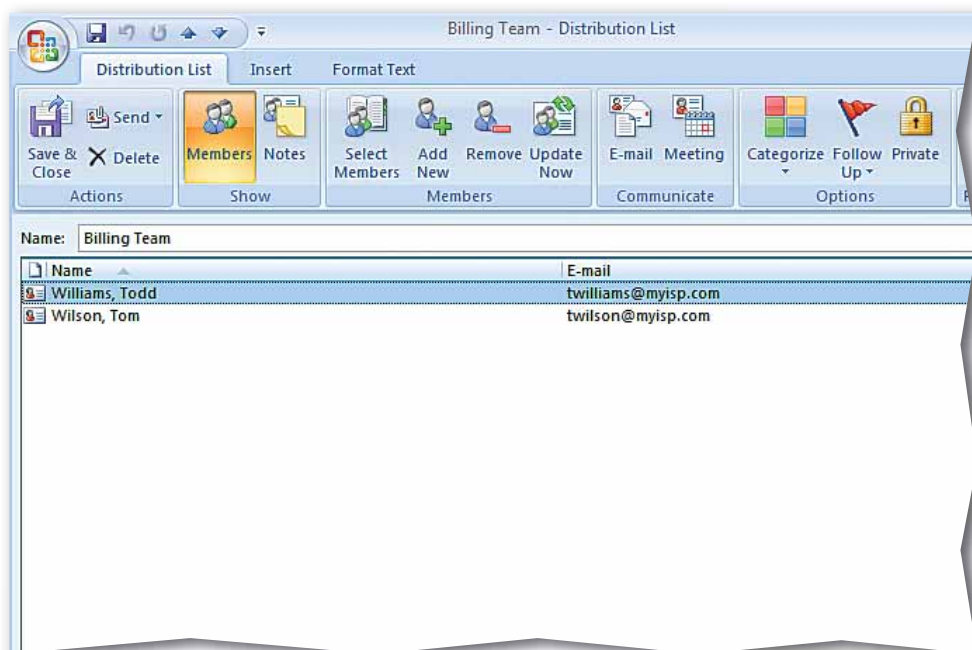 Billing Team - Distribution List
Distribution List Insert Format Text
Save & Close Send Delete Members Notes Select Members Add New Remove Update Now E-mail Meeting Categorize Follow Up Private
Actions Show Members Communicate Options
Name: Billing Team
Name E-mail
Williams, Todd twilliams@myisp.com
Wilson, Tom twilson@myisp.com